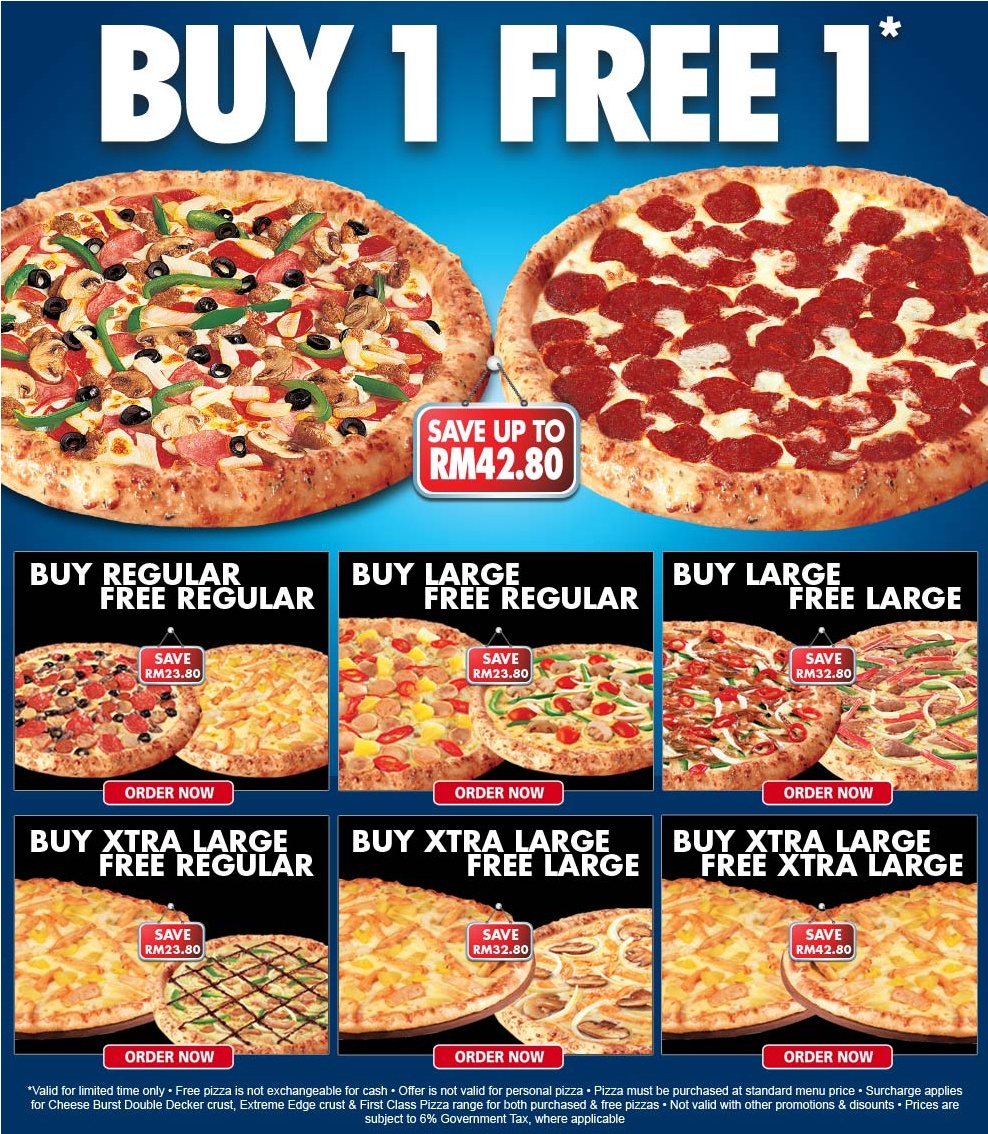 BUY 1 FREE 1*
SAVE UP TO
RM42.80
BUY REGULAR
FREE REGULAR
SAVE
RM23.80
ORDER NOW
BUY LARGE
FREE REGULAR
SAVE
RM23.80
ORDER NOW
BUY LARGE
FREE LARGE
SAVE
RM32.80
ORDER NOW
BUY XTRA LARGE
FREE REGULAR
SAVE
RM23.80
ORDER NOW
BUY XTRA LARGE
FREE LARGE
SAVE
RM32.80
ORDER NOW
BUY XTRA LARGE
FREE XTRA LARGE
SAVE
RM42.80
ORDER NOW
*Valid for limited time only • Free pizza is not exchangeable for cash • Offer is not valid for personal pizza • Pizza must be purchased at standard menu price • Surcharge applies
for Cheese Burst Double Decker crust, Extreme Edge crust & First Class Pizza range for both purchased & free pizzas • Not valid with other promotions & discounts • Prices are
subject to 6% Government Tax, where applicable